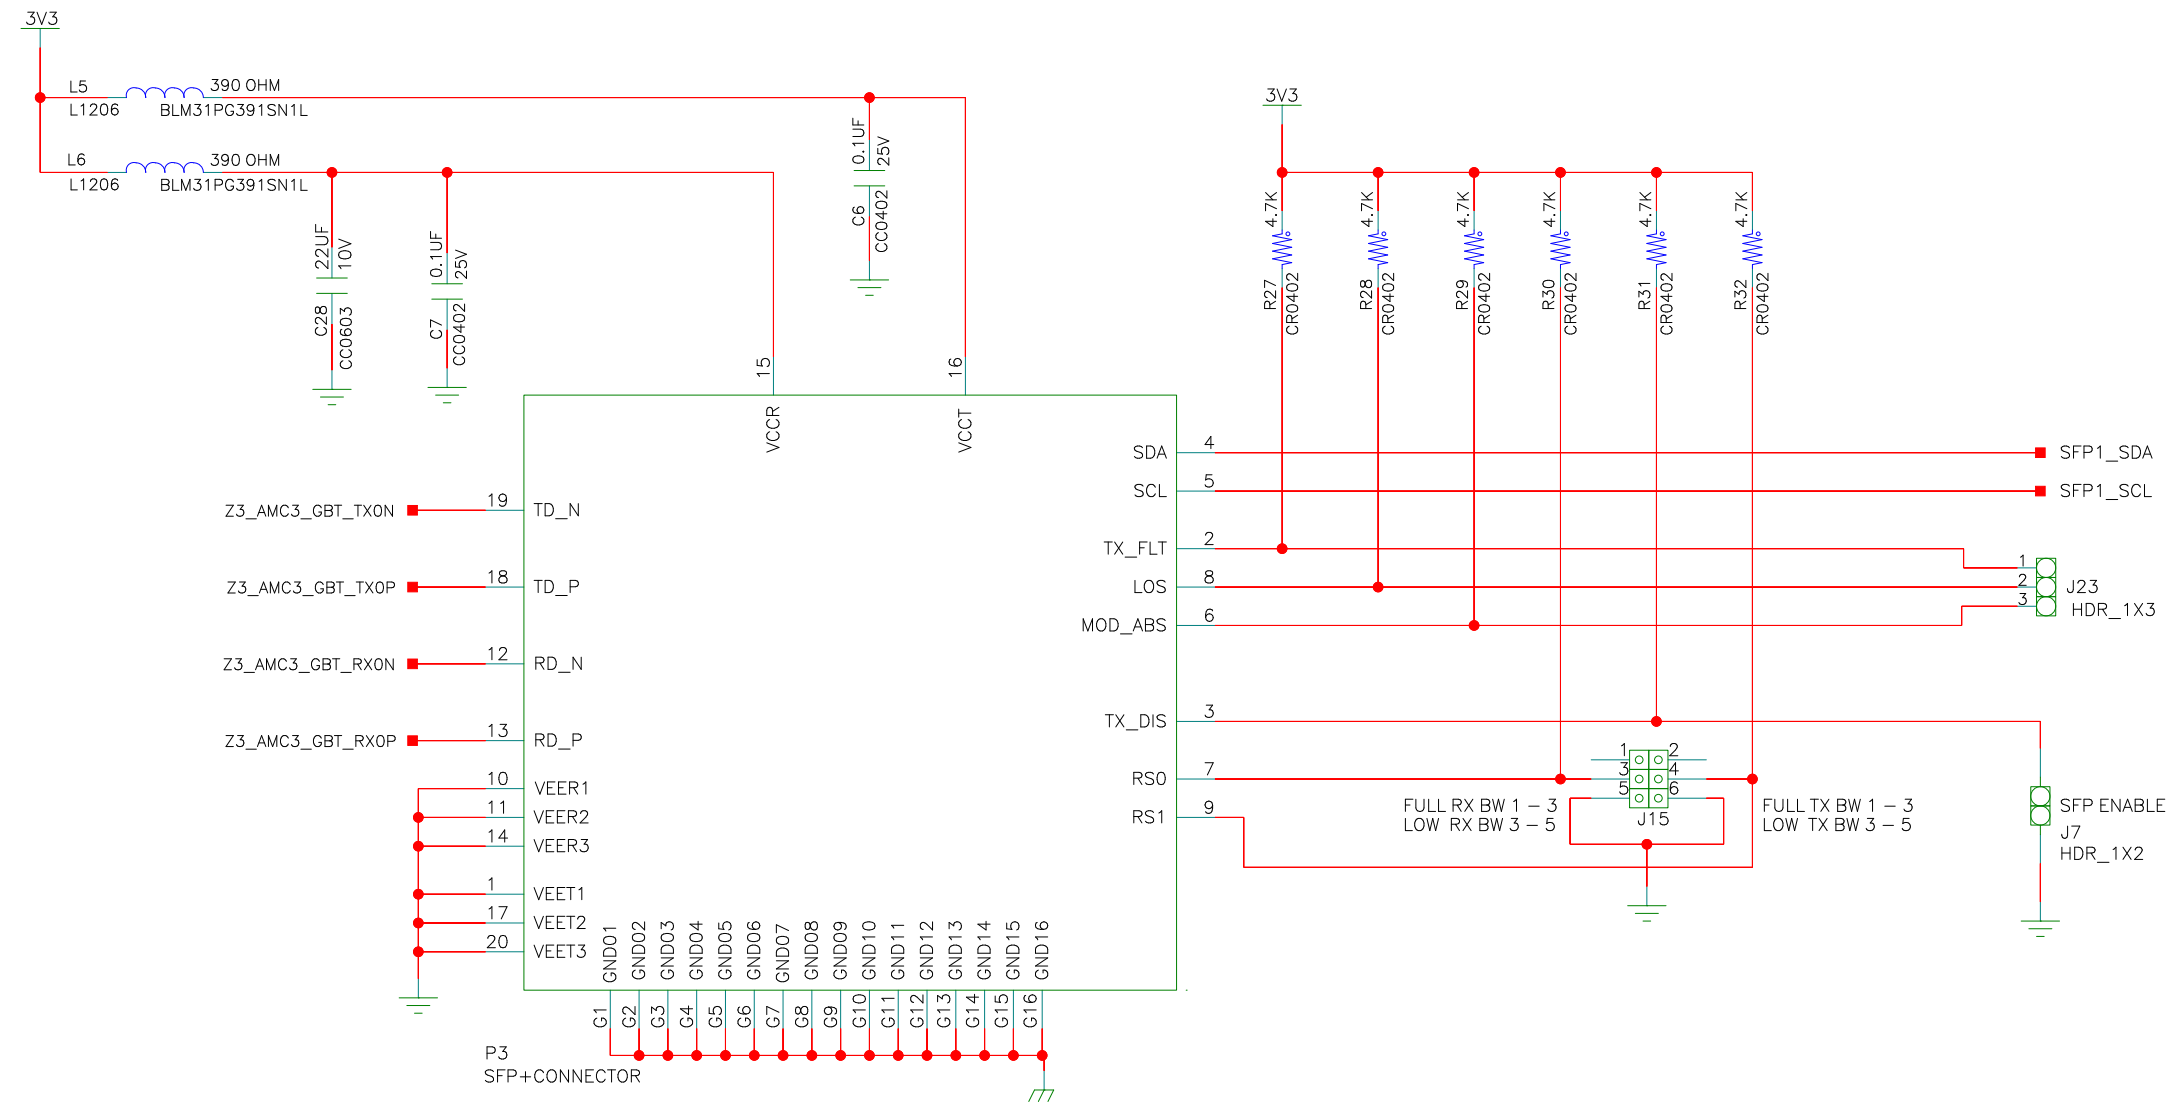 3V3
L5
390 OHM
L1206
BLM31PG391SN1L
L6
390 OHM
L1206
BLM31PG391SN1L
22UF
10V
C28
CC0603
0.1UF
25V
C7
CC0402
0.1UF
25V
C6
CC0402
15
VCCR
16
VCCT
3V3
4.7K
R27
CR0402
4.7K
R28
CR0402
4.7K
R29
CR0402
4.7K
R30
CR0402
4.7K
R31
CR0402
4.7K
R32
CR0402
Z3_AMC3_GBT_TX0N
19
TD_N
Z3_AMC3_GBT_TX0P
18
TD_P
Z3_AMC3_GBT_RX0N
12
RD_N
Z3_AMC3_GBT_RX0P
13
RD_P
10
VEER1
11
VEER2
14
VEER3
1
VEET1
17
VEET2
20
VEET3
SDA
4
SFP1_SDA
SCL
5
SFP1_SCL
TX_FLT
2
LOS
8
MOD_ABS
6
1
2
3
J23
HDR_1X3
TX_DIS
3
RS0
7
RS1
9
1
2
3
4
5
6
J15
FULL RX BW 1 - 3
LOW RX BW 3 - 5
FULL TX BW 1 - 3
LOW TX BW 3 - 5
SFP ENABLE
J7
HDR_1X2
GND01
GND02
GND03
GND04
GND05
GND06
GND07
GND08
GND09
GND10
GND11
GND12
GND13
GND14
GND15
GND16
G1
G2
G3
G4
G5
G6
G7
G8
G9
G10
G11
G12
G13
G14
G15
G16
P3
SFP+CONNECTOR